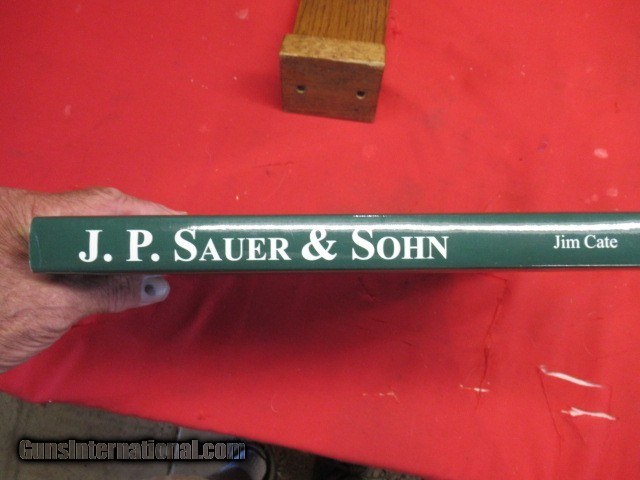 J. P. SAUER & SOHN Jim Cate
GunsInternational.com